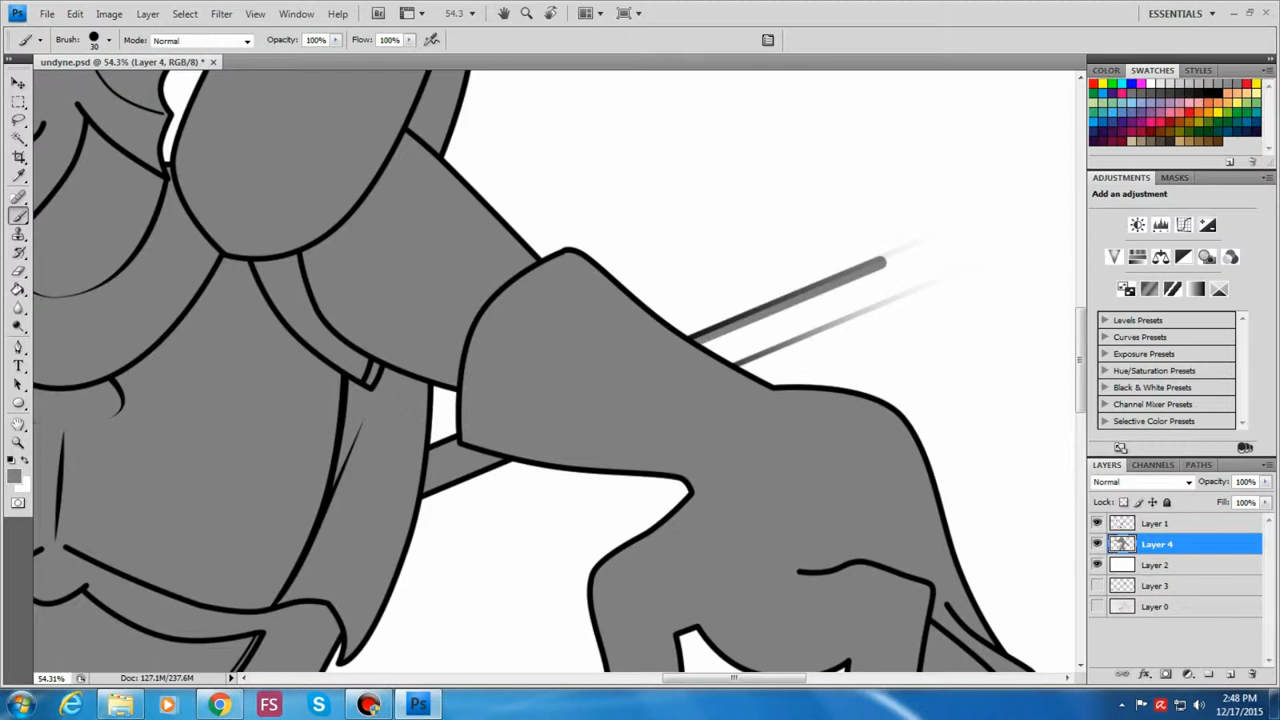 Ps File Edit Image Layer Select Filter View Window Help Br 54.3 ESSENTIALS
Brush: 30 Mode: Normal Opacity: 100% Flow: 100%
undyne.psd @ 54.3% (Layer 4, RGB/8) *
COLOR SWATCHES STYLES
ADJUSTMENTS MASKS
Add an adjustment
Levels Presets
Curves Presets
Exposure Presets
Hue/Saturation Presets
Black & White Presets
Channel Mixer Presets
Selective Color Presets
LAYERS CHANNELS PATHS
Normal Opacity: 100%
Lock: Fill: 100%
Layer 1
Layer 4
Layer 2
Layer 3
Layer 0
54.31% Doc: 127.1M/237.6M
FS S Ps
2:48 PM
12/17/2015